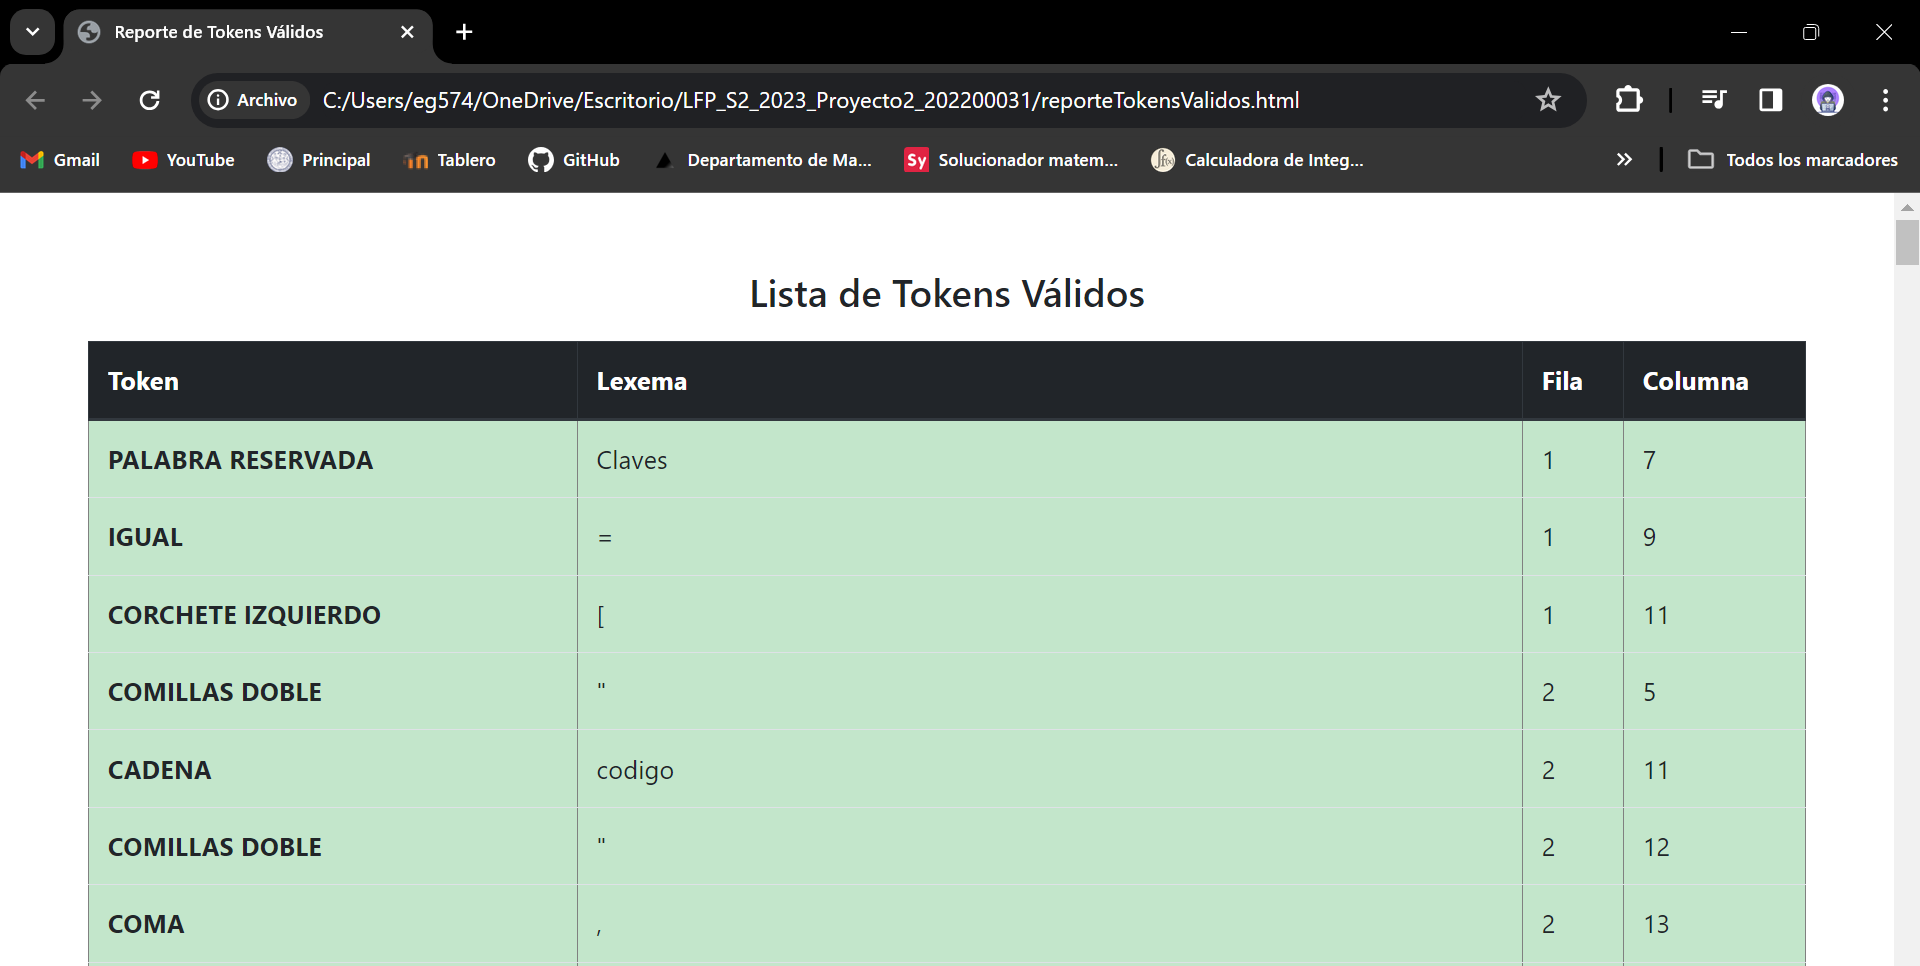 Reporte de Tokens Válidos
Archivo C:/Users/eg574/OneDrive/Escritorio/LFP_S2_2023_Proyecto2_202200031/reporteTokensValidos.html
Gmail YouTube Principal Tablero GitHub Departamento de Ma... Sy Solucionador matem... ∫f(x) Calculadora de Integ... » Todos los marcadores
Lista de Tokens Válidos
Token Lexema Fila Columna
PALABRA RESERVADA Claves 1 7
IGUAL = 1 9
CORCHETE IZQUIERDO [ 1 11
COMILLAS DOBLE " 2 5
CADENA codigo 2 11
COMILLAS DOBLE " 2 12
COMA , 2 13